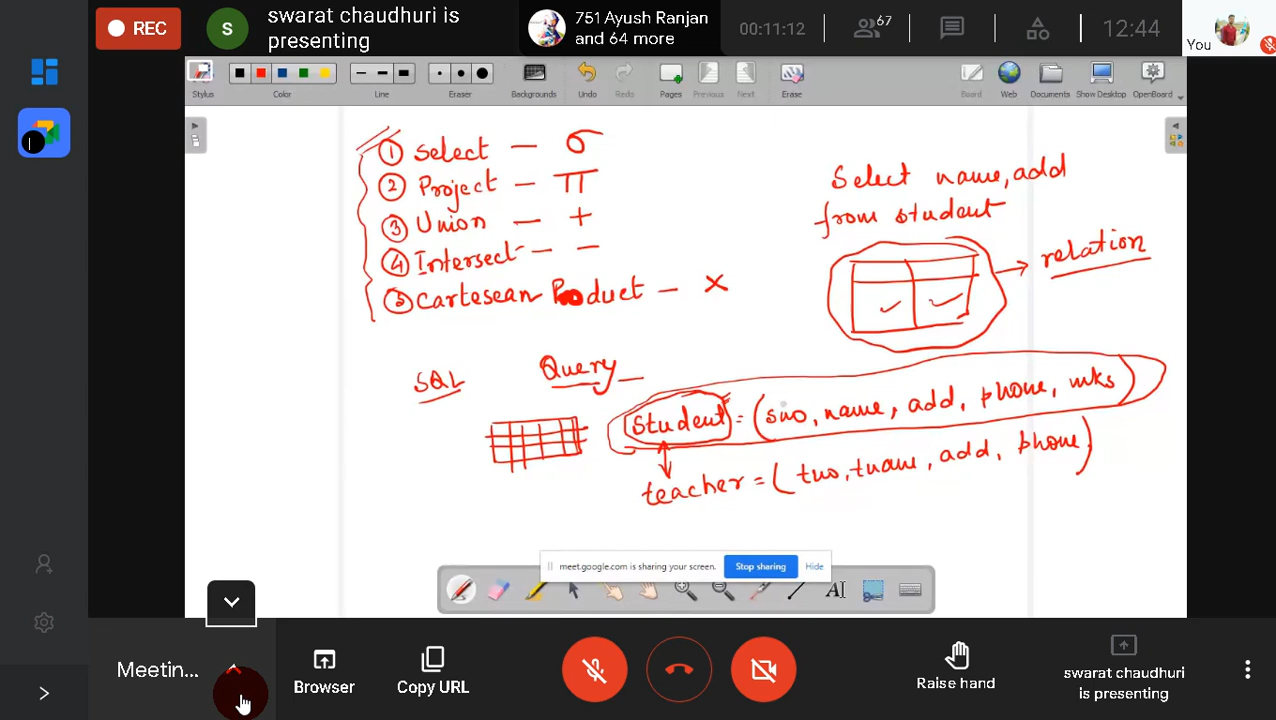 REC
S
swarat chaudhuri is
presenting
751 Ayush Ranjan
and 64 more
00:11:12
67
12:44
You
Stylus
Color
Line
Eraser
Backgrounds
Undo
Redo
Pages
Previous
Next
Erase
Board
Web
Documents
Show Desktop
OpenBoard
① Select — σ
② Project — π
③ Union — +
④ Intersect — –
⑤ Cartesean Product — ×
Select name, add
from student
→ relation
SQL
Query
Student = (sno, name, add, phone, mks)
teacher = (tno, tname, add, phone)
meet.google.com is sharing your screen.
Stop sharing
Hide
AI
Meetin...
Browser
Copy URL
Raise hand
swarat chaudhuri
is presenting